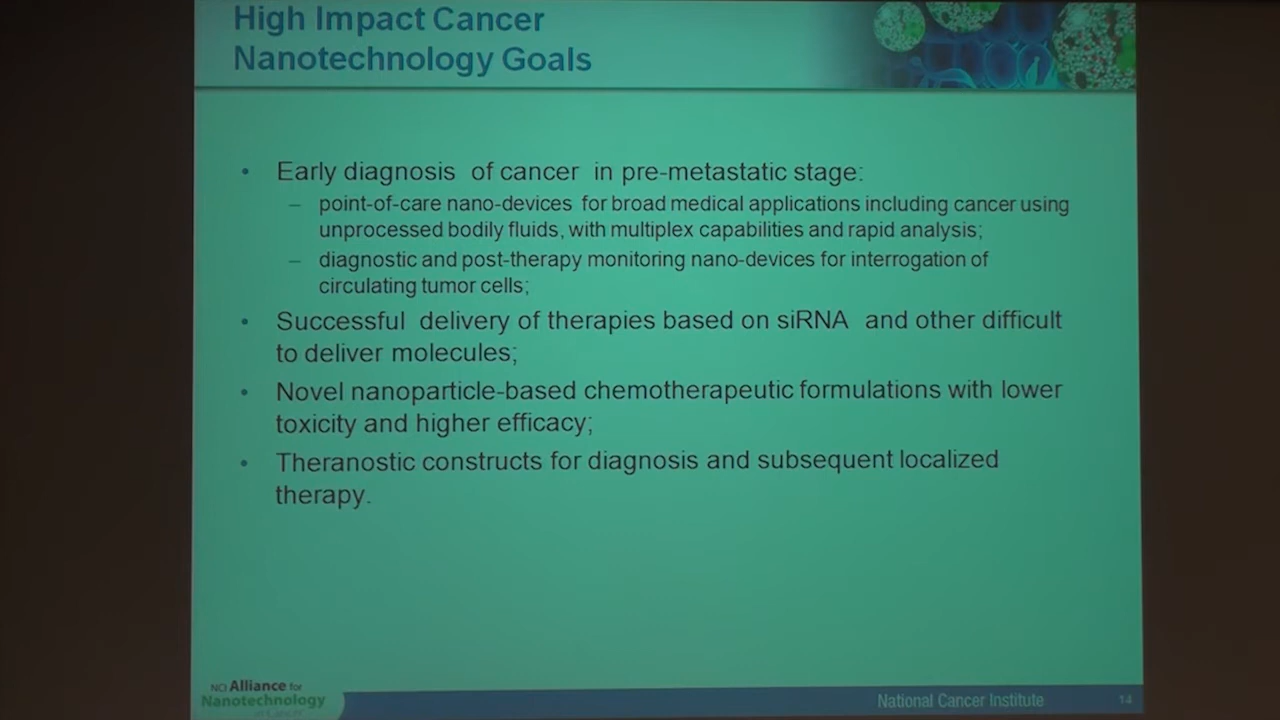 High Impact Cancer
Nanotechnology Goals
• Early diagnosis of cancer in pre-metastatic stage:
– point-of-care nano-devices for broad medical applications including cancer using
unprocessed bodily fluids, with multiplex capabilities and rapid analysis;
– diagnostic and post-therapy monitoring nano-devices for interrogation of
circulating tumor cells;
• Successful delivery of therapies based on siRNA and other difficult
to deliver molecules;
• Novel nanoparticle-based chemotherapeutic formulations with lower
toxicity and higher efficacy;
• Theranostic constructs for diagnosis and subsequent localized
therapy.
NCI Alliance for
Nanotechnology
in Cancer
National Cancer Institute
14